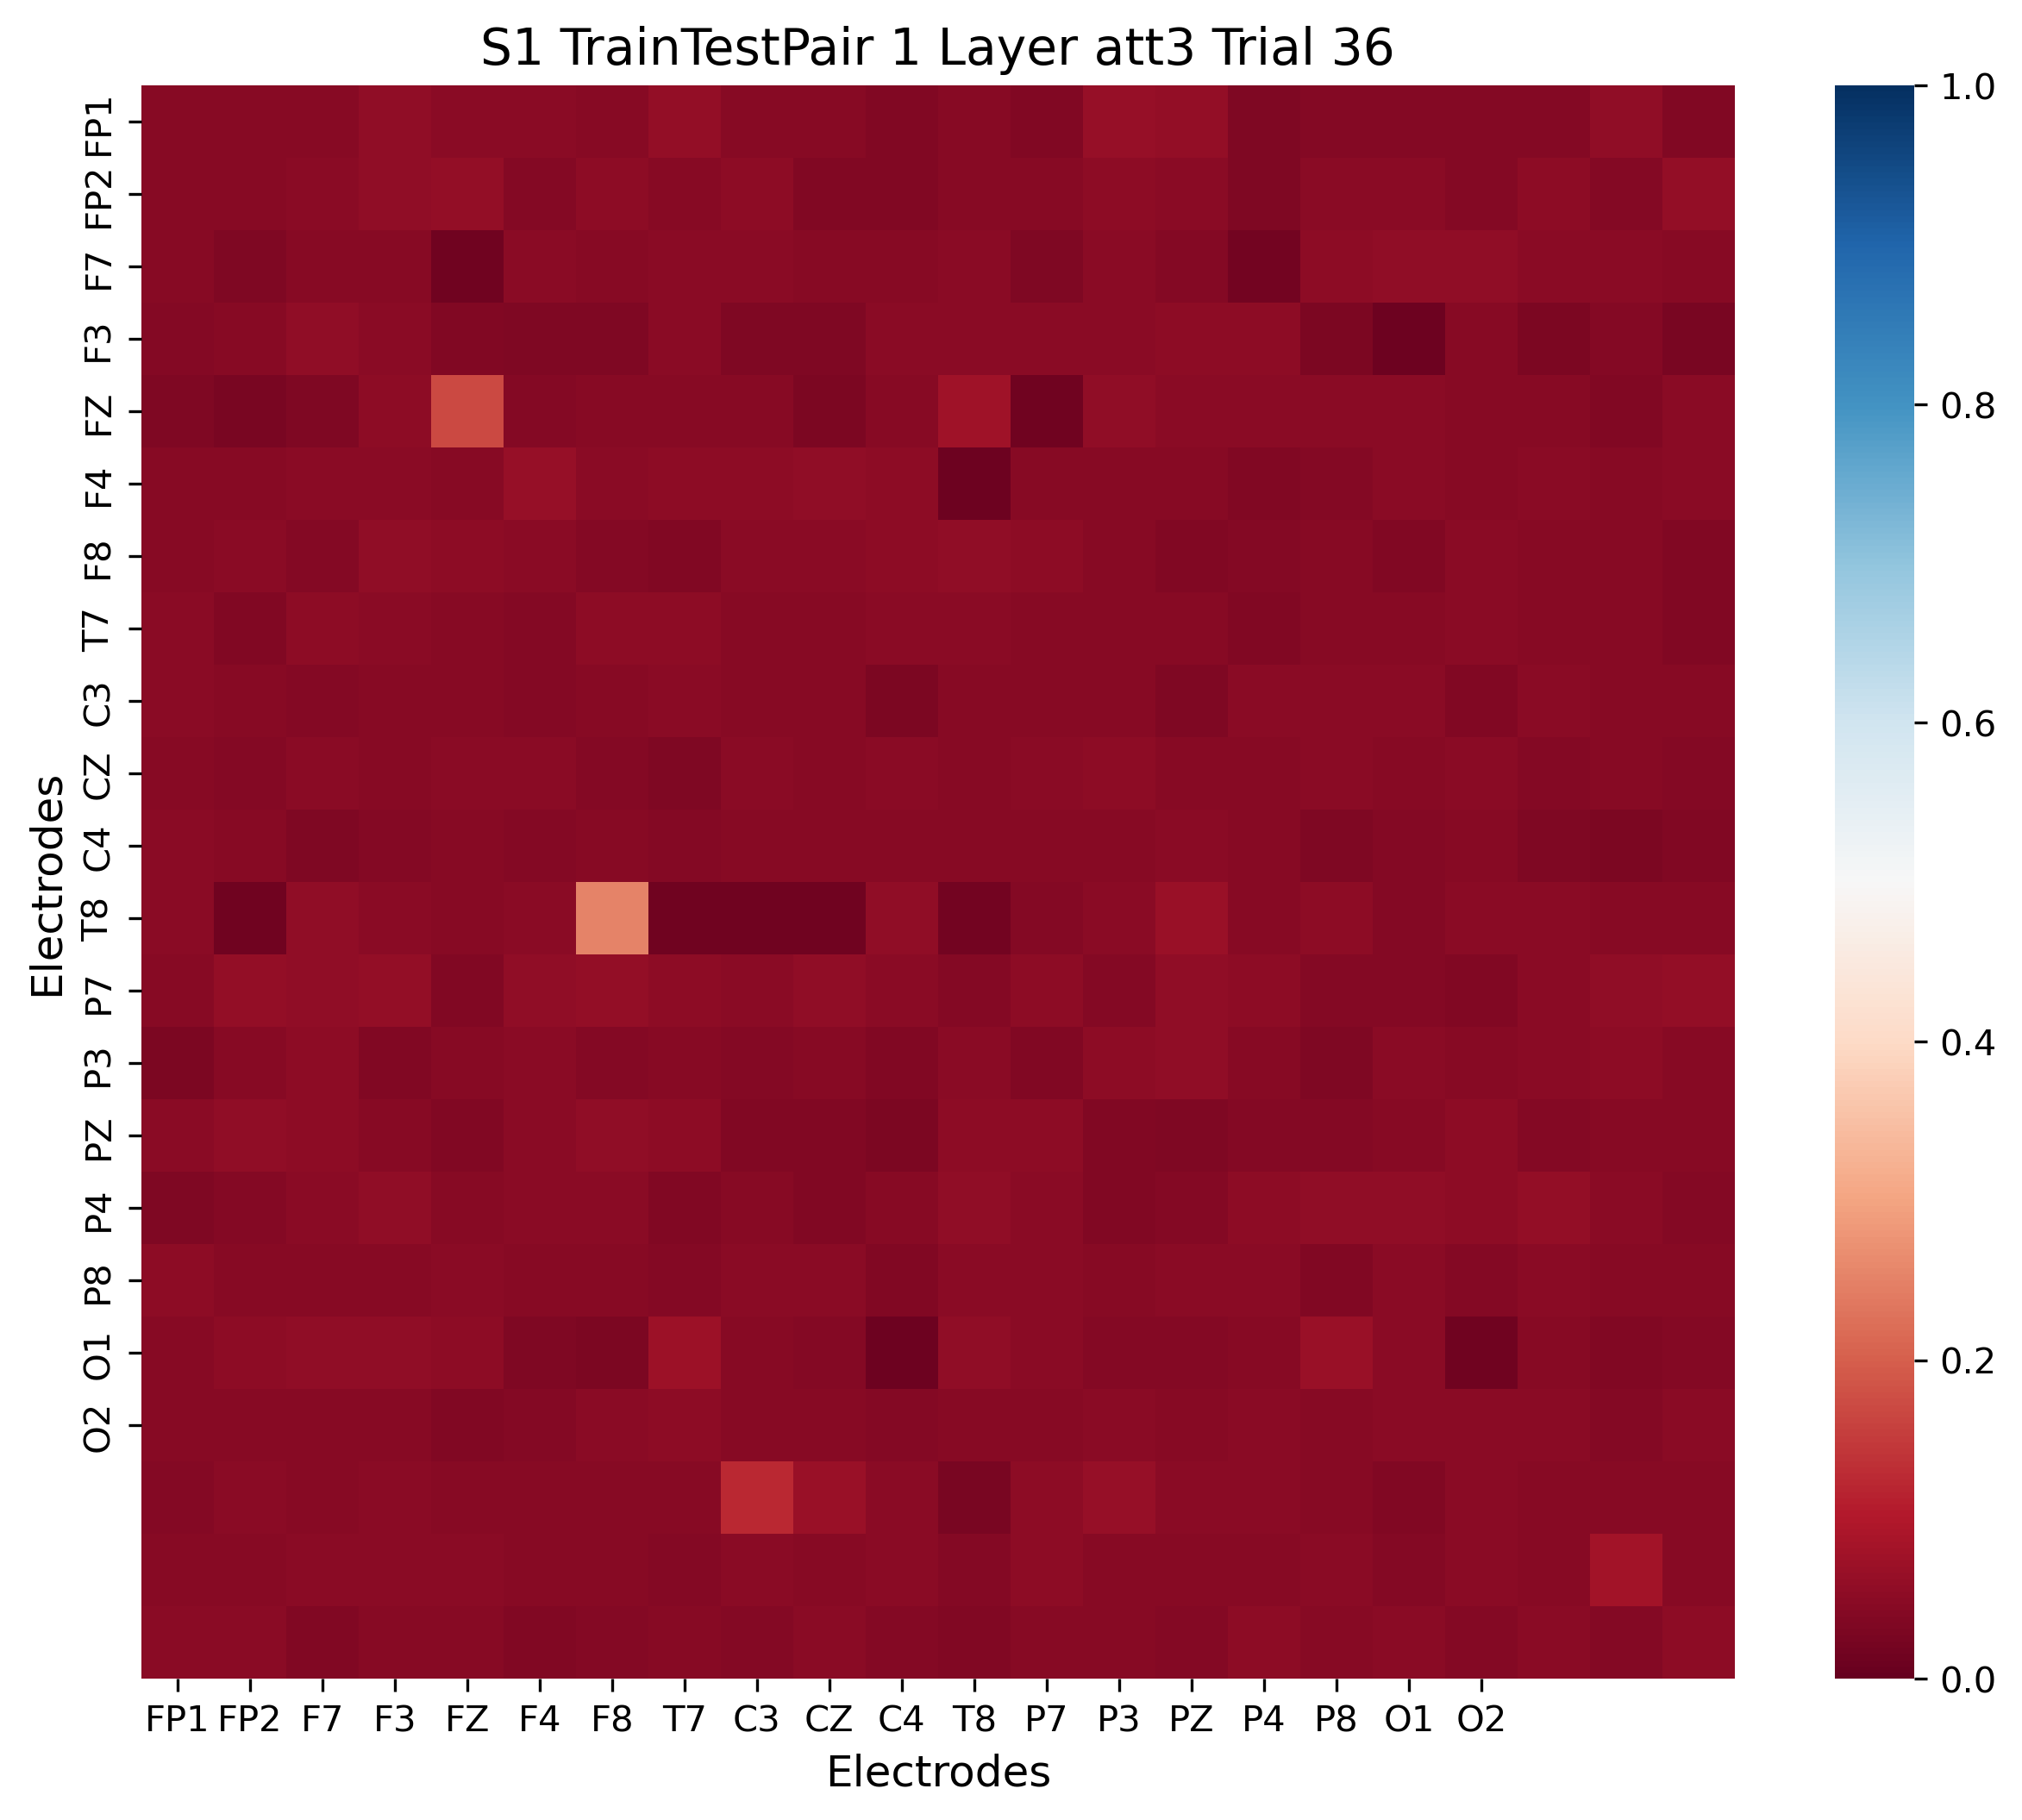 S1 TrainTestPair 1 Layer att3 Trial 36
Electrodes
FP1
FP2
F7
F3
FZ
F4
F8
T7
C3
CZ
C4
T8
P7
P3
PZ
P4
P8
O1
O2
FP1 FP2 F7 F3 FZ F4 F8 T7 C3 CZ C4 T8 P7 P3 PZ P4 P8 O1 O2
Electrodes
1.0
0.8
0.6
0.4
0.2
0.0